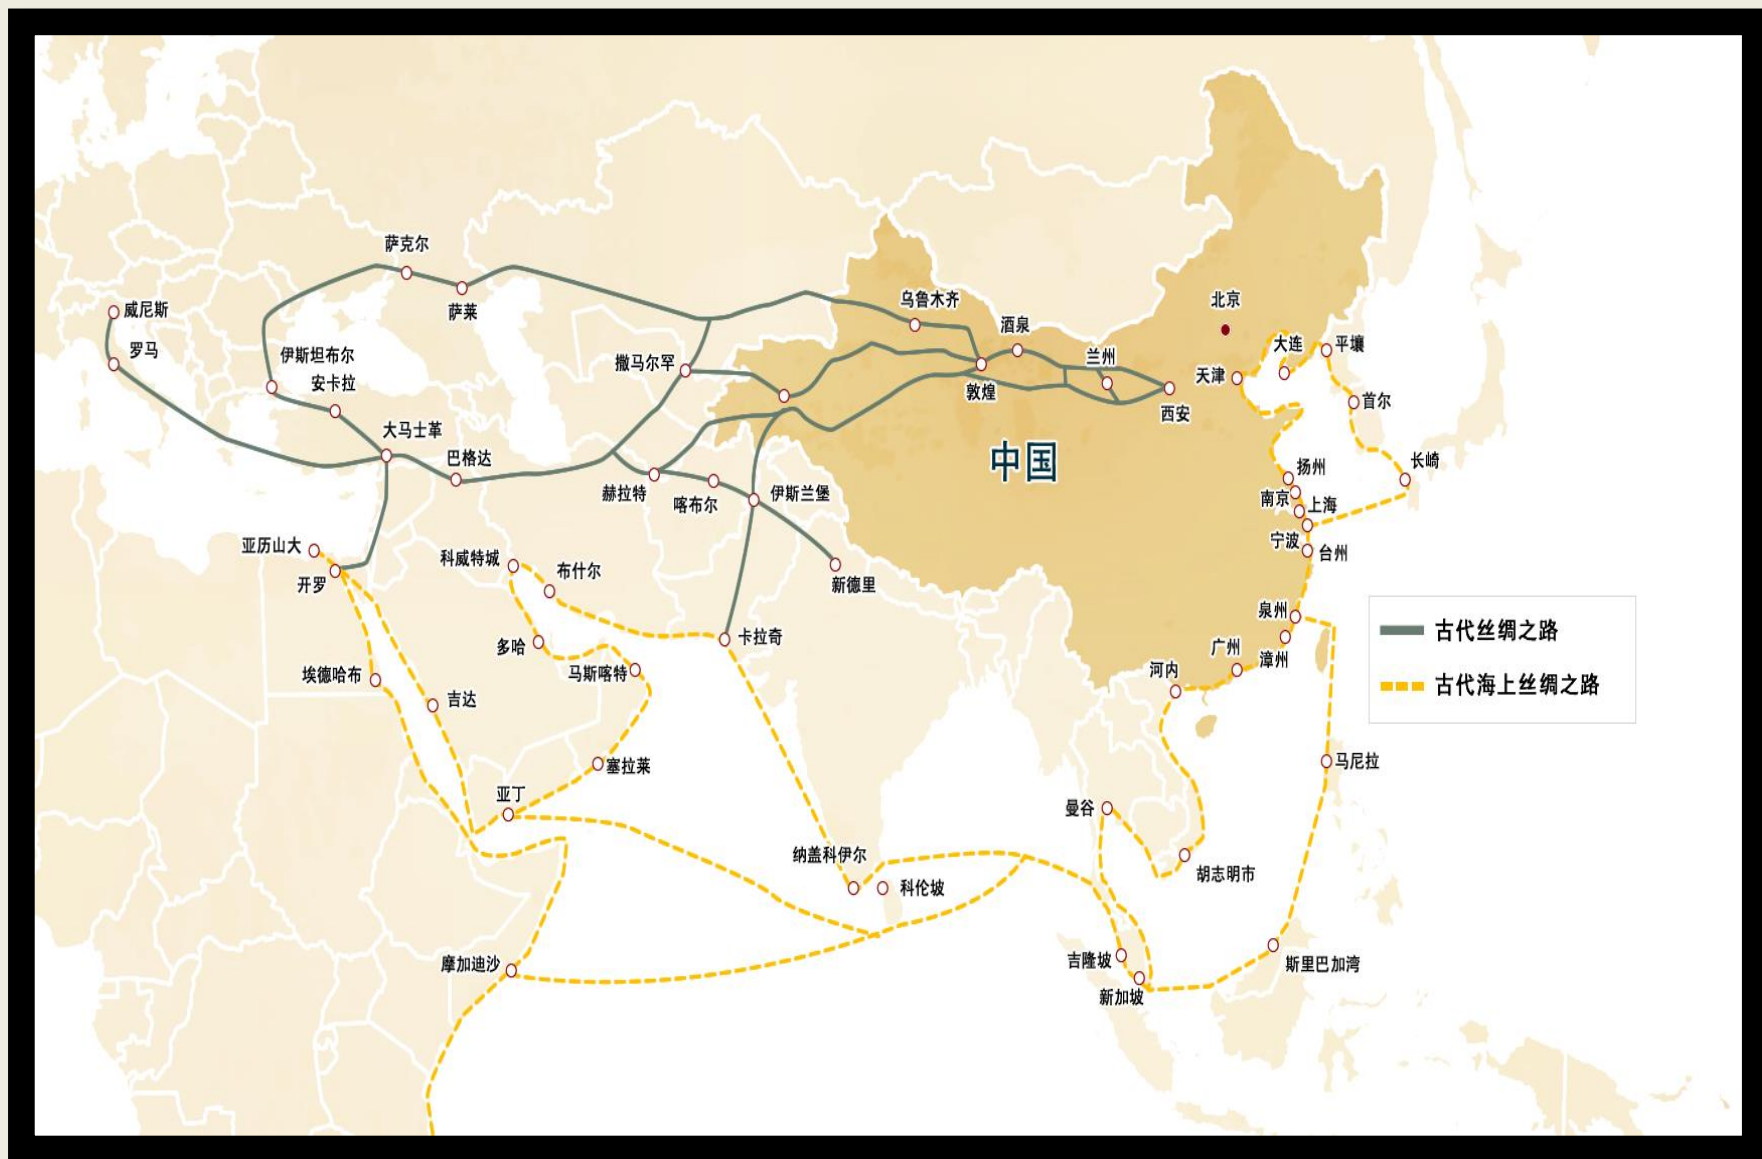 萨克尔
萨莱
威尼斯
罗马
伊斯坦布尔
安卡拉
大马士革
巴格达
撒马尔罕
乌鲁木齐
酒泉
敦煌
兰州
西安
北京
天津
大连
平壤
首尔
长崎
中国
扬州
南京
上海
宁波
台州
泉州
漳州
广州
河内
赫拉特
喀布尔
伊斯兰堡
新德里
卡拉奇
亚历山大
开罗
科威特城
布什尔
多哈
马斯喀特
埃德哈布
吉达
塞拉莱
亚丁
纳盖科伊尔
科伦坡
摩加迪沙
曼谷
胡志明市
马尼拉
吉隆坡
新加坡
斯里巴加湾
古代丝绸之路
古代海上丝绸之路